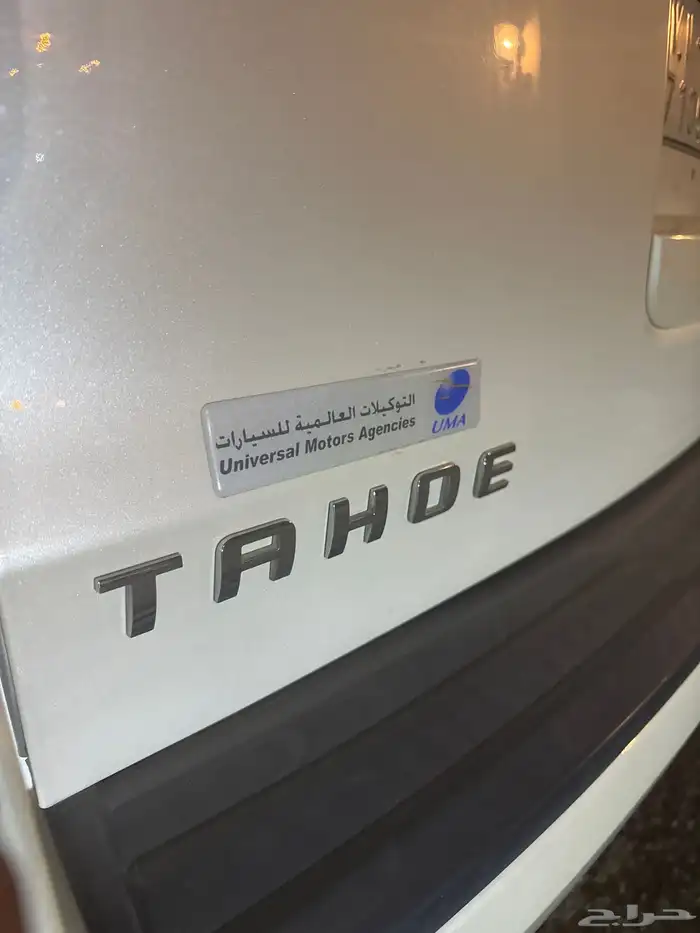 التوكيلات العالمية للسيارات
Universal Motors Agencies
UMA
TAHOE
حراج